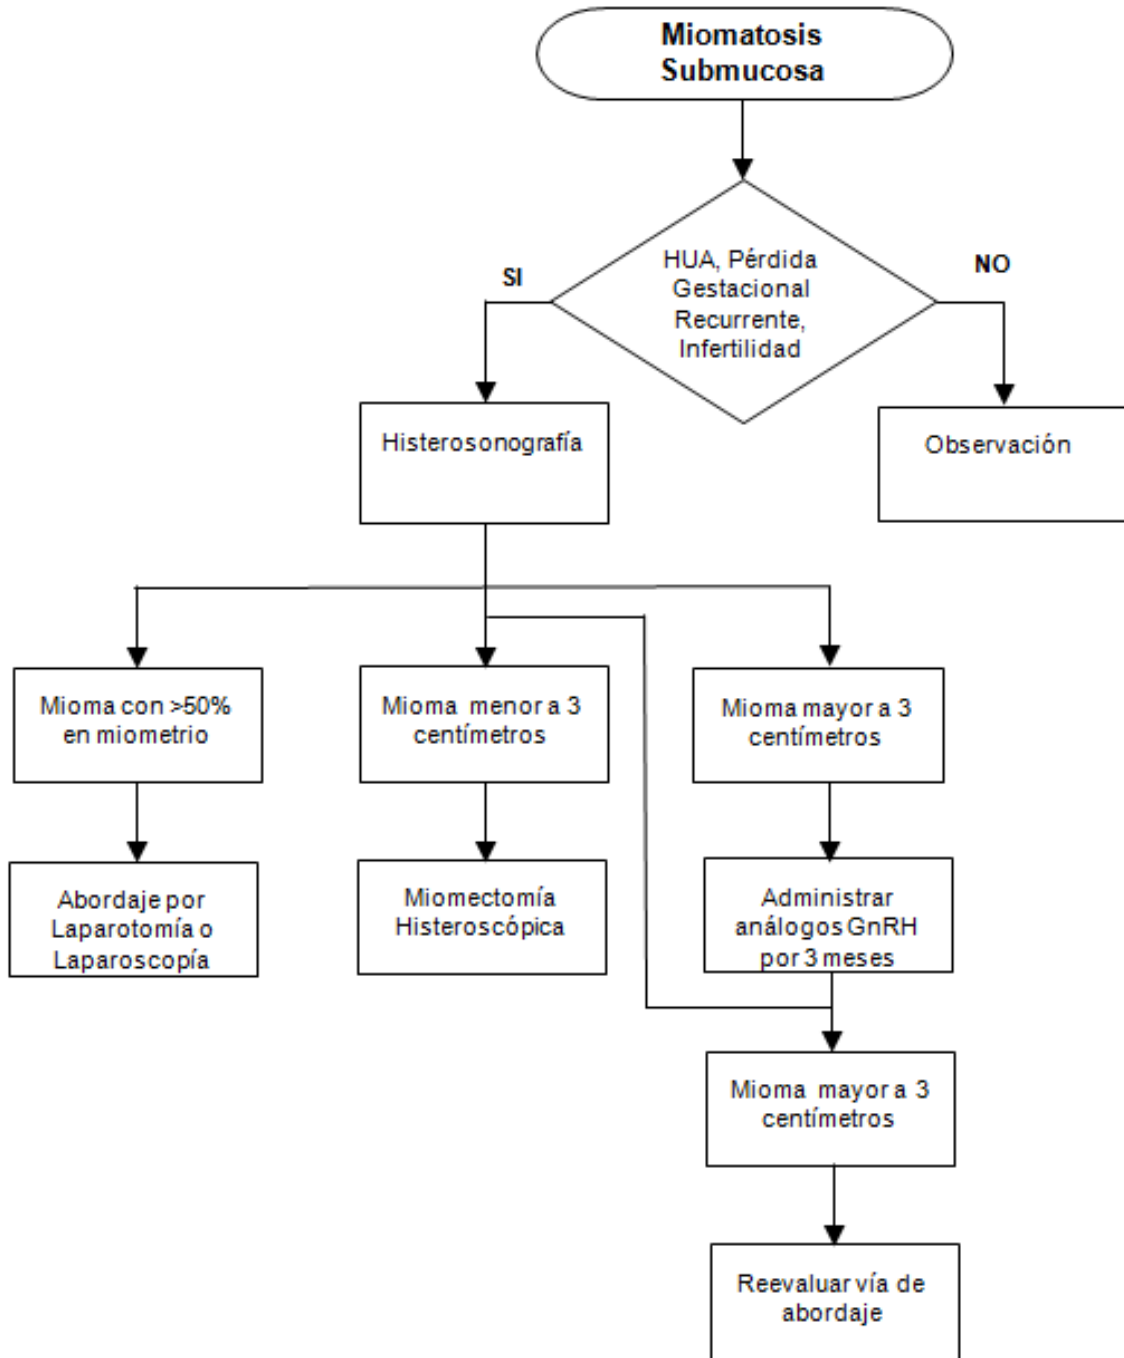 Miomatosis
Submucosa
HUA, Pérdida
Gestacional
Recurrente,
Infertilidad
SI
NO
Histerosonografía
Observación
Mioma con >50%
en miometrio
Mioma menor a 3
centímetros
Mioma mayor a 3
centímetros
Abordaje por
Laparotomía o
Laparoscopía
Miomectomía
Histeroscópica
Administrar
análogos GnRH
por 3 meses
Mioma mayor a 3
centímetros
Reevaluar vía de
abordaje